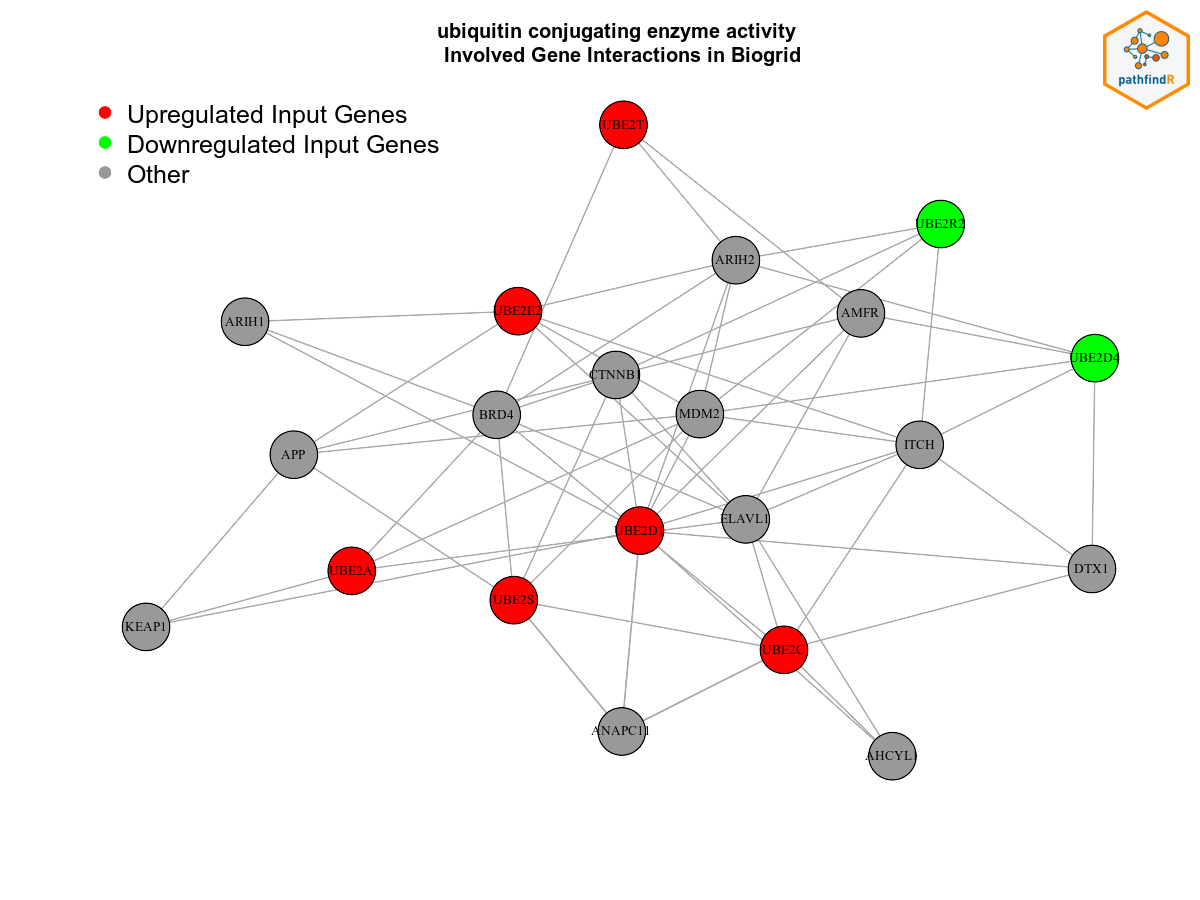 ubiquitin conjugating enzyme activity
Involved Gene Interactions in Biogrid
pathfindR
Upregulated Input Genes
Downregulated Input Genes
Other
UBE2T
UBE2R2
ARIH2
UBE2E2
AMFR
ARIH1
UBE2D4
CTNNB1
BRD4
MDM2
ITCH
APP
ELAVL1
UBE2D1
UBE2A
DTX1
UBE2S
KEAP1
UBE2C
ANAPC11
AHCYL1